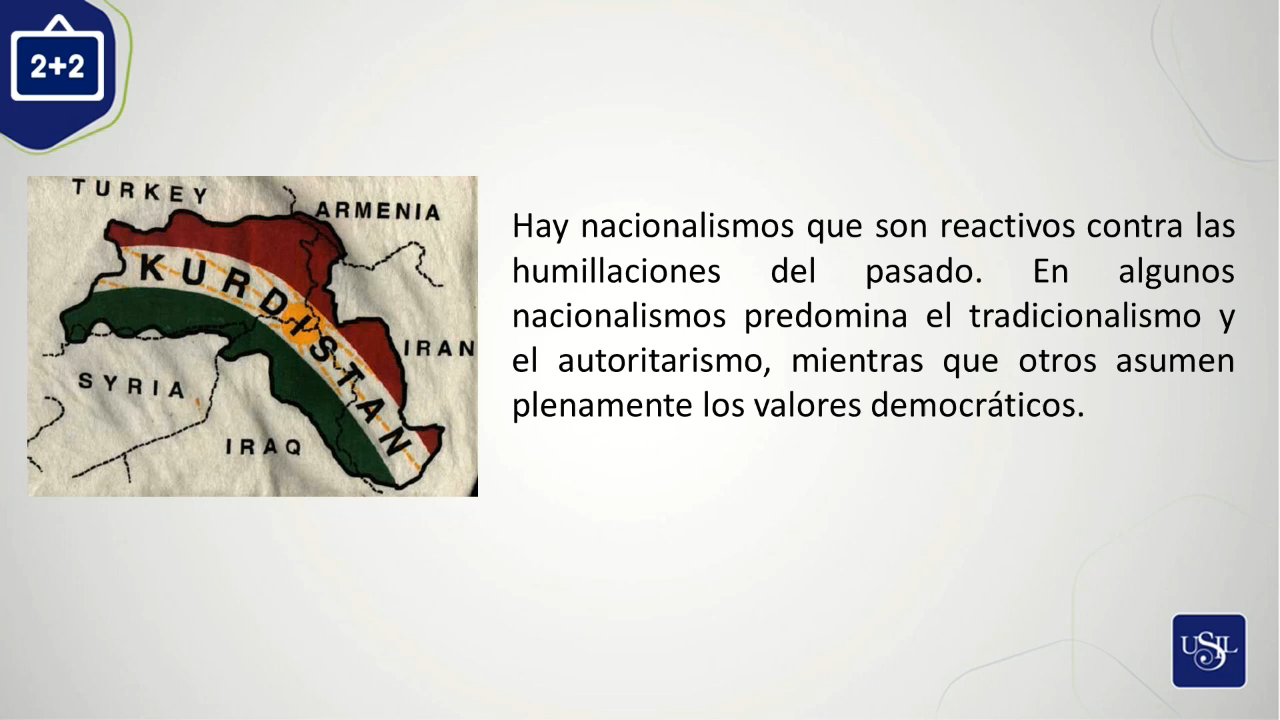 2+2
TURKEY
ARMENIA
KURDISTAN
IRAN
SYRIA
IRAQ
Hay nacionalismos que son reactivos contra las
humillaciones del pasado. En algunos
nacionalismos predomina el tradicionalismo y
el autoritarismo, mientras que otros asumen
plenamente los valores democráticos.
USIL